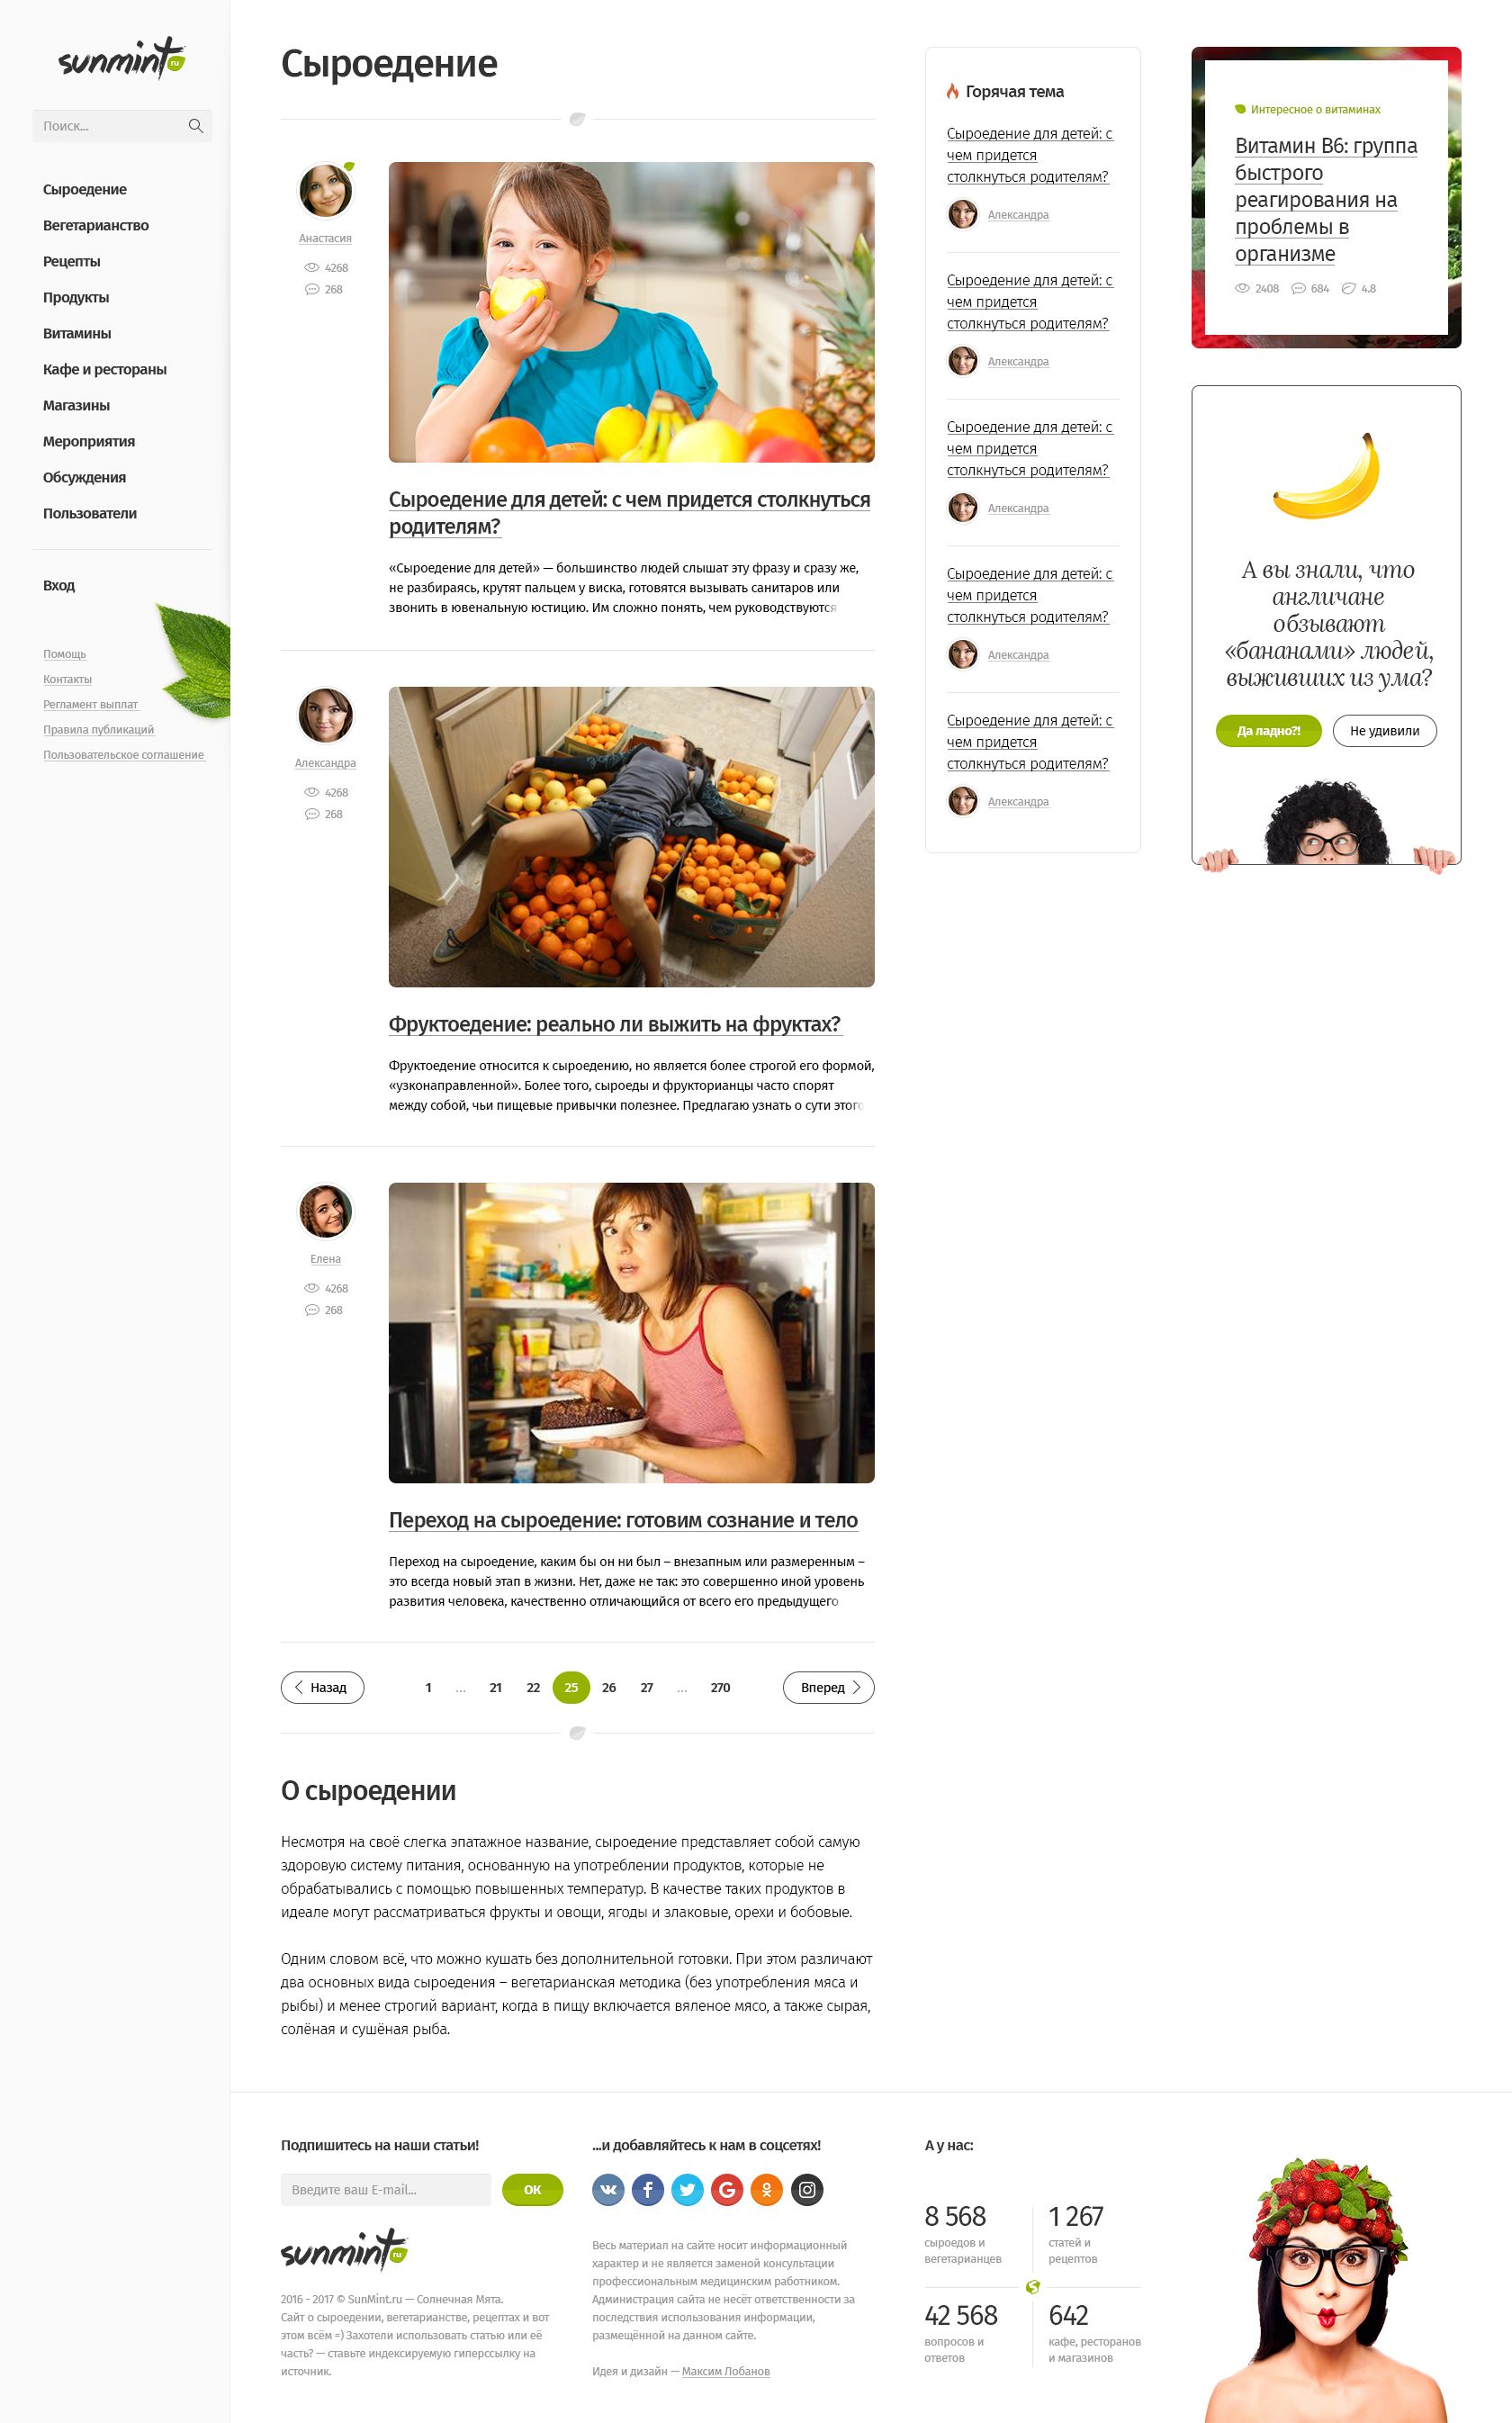 sunmint ru
Поиск...
Сыроедение
Вегетарианство
Рецепты
Продукты
Витамины
Кафе и рестораны
Магазины
Мероприятия
Обсуждения
Пользователи
Вход
Помощь
Контакты
Регламент выплат
Правила публикаций
Пользовательское соглашение
Сыроедение
Анастасия
4268
268
Сыроедение для детей: с чем придется столкнуться
родителям?
«Сыроедение для детей» — большинство людей слышат эту фразу и сразу же,
не разбираясь, крутят пальцем у виска, готовятся вызывать санитаров или
звонить в ювенальную юстицию. Им сложно понять, чем руководствуются
Александра
4268
268
Фруктоедение: реально ли выжить на фруктах?
Фруктоедение относится к сыроедению, но является более строгой его формой,
«узконаправленной». Более того, сыроеды и фрукторианцы часто спорят
между собой, чьи пищевые привычки полезнее. Предлагаю узнать о сути этого
Елена
4268
268
Переход на сыроедение: готовим сознание и тело
Переход на сыроедение, каким бы он ни был – внезапным или размеренным –
это всегда новый этап в жизни. Нет, даже не так: это совершенно иной уровень
развития человека, качественно отличающийся от всего его предыдущего
Назад 1 ... 21 22 25 26 27 ... 270 Вперед
О сыроедении
Несмотря на своё слегка эпатажное название, сыроедение представляет собой самую
здоровую систему питания, основанную на употреблении продуктов, которые не
обрабатывались с помощью повышенных температур. В качестве таких продуктов в
идеале могут рассматриваться фрукты и овощи, ягоды и злаковые, орехи и бобовые.
Одним словом всё, что можно кушать без дополнительной готовки. При этом различают
два основных вида сыроедения – вегетарианская методика (без употребления мяса и
рыбы) и менее строгий вариант, когда в пищу включается вяленое мясо, а также сырая,
солёная и сушёная рыба.
Горячая тема
Сыроедение для детей: с
чем придется
столкнуться родителям?
Александра
Сыроедение для детей: с
чем придется
столкнуться родителям?
Александра
Сыроедение для детей: с
чем придется
столкнуться родителям?
Александра
Сыроедение для детей: с
чем придется
столкнуться родителям?
Александра
Сыроедение для детей: с
чем придется
столкнуться родителям?
Александра
Интересное о витаминах
Витамин В6: группа
быстрого
реагирования на
проблемы в
организме
2408 684 4.8
А вы знали, что
англичане
обзывают
«бананами» людей,
выживших из ума?
Да ладно?! Не удивили
Подпишитесь на наши статьи!
Введите ваш E-mail... ОК
sunmint ru
2016 - 2017 © SunMint.ru — Солнечная Мята.
Сайт о сыроедении, вегетарианстве, рецептах и вот
этом всём =) Захотели использовать статью или её
часть? — ставьте индексируемую гиперссылку на
источник.
...и добавляйтесь к нам в соцсетях!
Весь материал на сайте носит информационный
характер и не является заменой консультации
профессиональным медицинским работником.
Администрация сайта не несёт ответственности за
последствия использования информации,
размещённой на данном сайте.
Идея и дизайн — Максим Лобанов
А у нас:
8 568
сыроедов и
вегетарианцев
1 267
статей и
рецептов
42 568
вопросов и
ответов
642
кафе, ресторанов
и магазинов